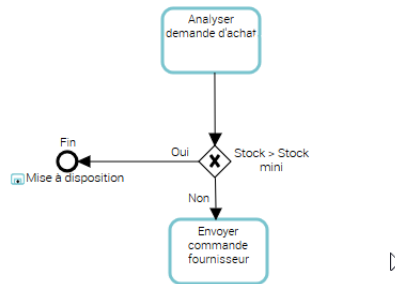 Analyser
demande d'achat
Fin
Oui
Stock > Stock
mini
Mise à disposition
Non
Envoyer
commande
fournisseur